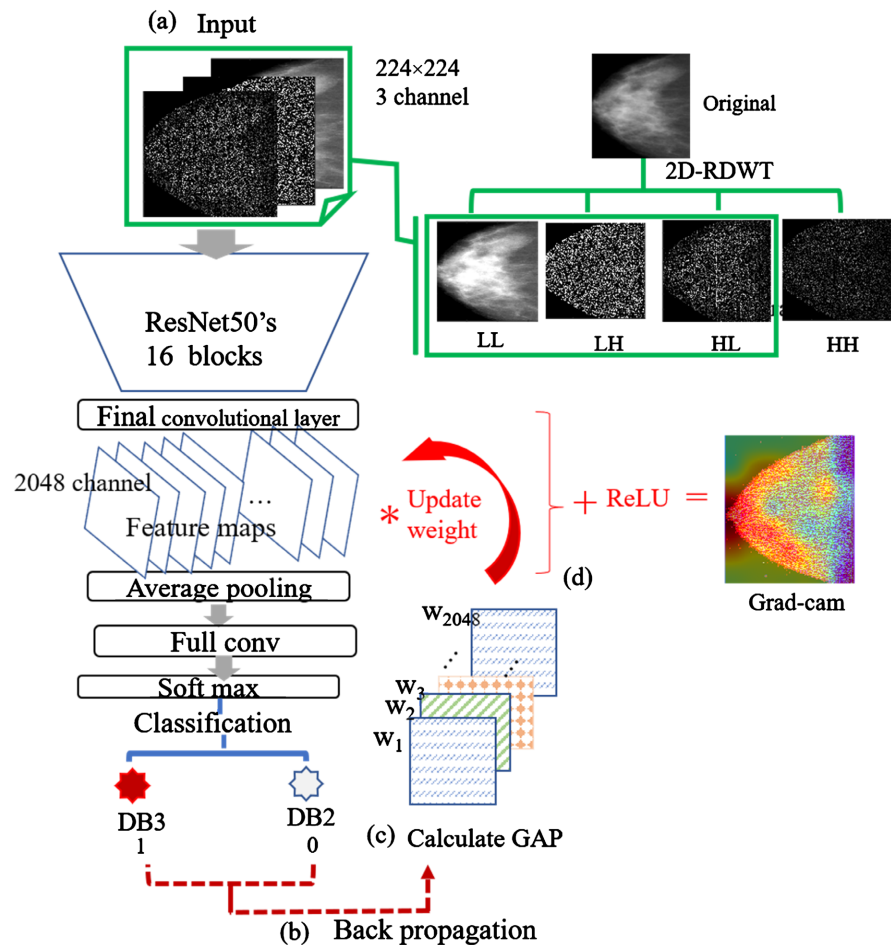 (a) Input
224×224
3 channel
Original
2D-RDWT
LL
LH
HL
HH
ResNet50's
16 blocks
Final convolutional layer
2048 channel
...
Feature maps
* Update
weight
+ ReLU =
(d)
Grad-cam
Average pooling
Full conv
Soft max
Classification
W2048
W3
W2
W1
DB3
1
DB2
0
(c) Calculate GAP
(b) Back propagation